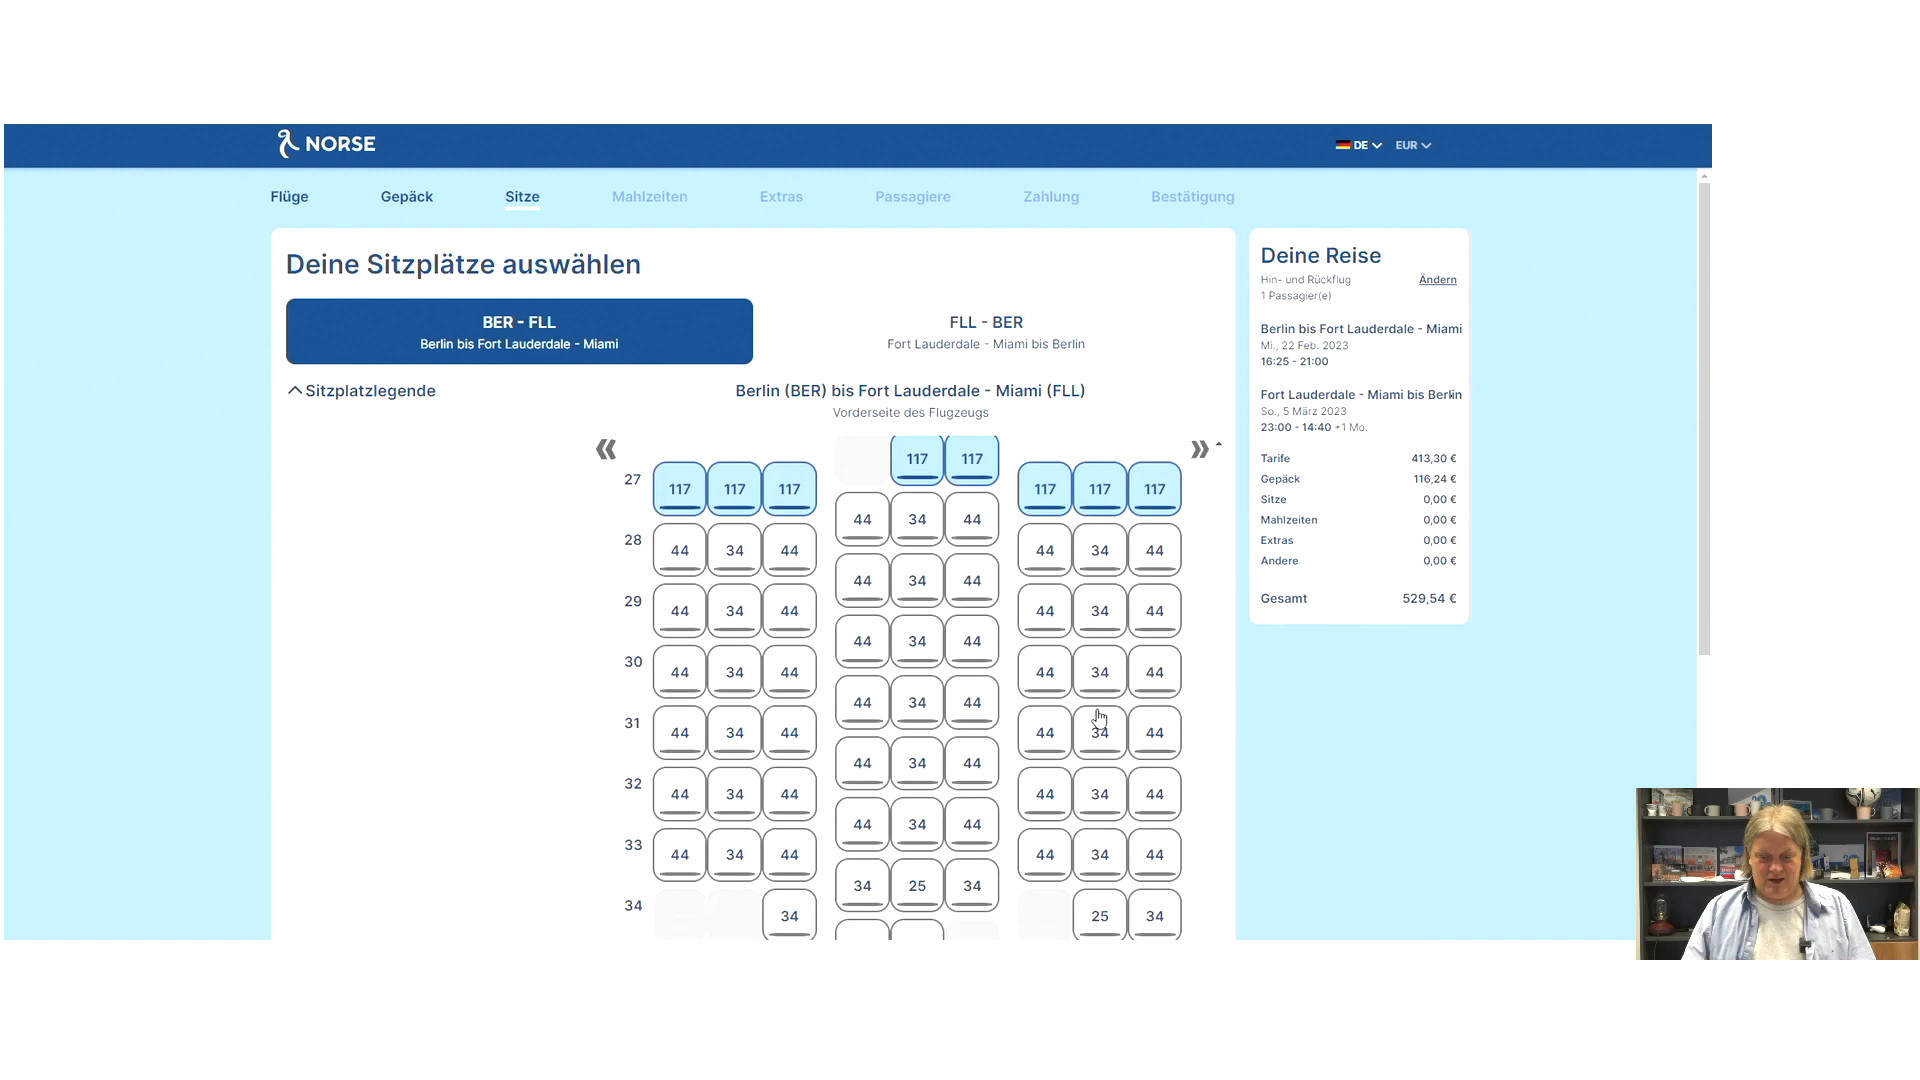 NORSE
DE EUR
Flüge Gepäck Sitze Mahlzeiten Extras Passagiere Zahlung Bestätigung
Deine Sitzplätze auswählen
BER - FLL
Berlin bis Fort Lauderdale - Miami
FLL - BER
Fort Lauderdale - Miami bis Berlin
Sitzplatzlegende
Berlin (BER) bis Fort Lauderdale - Miami (FLL)
Vorderseite des Flugzeugs
117 117
27 117 117 117 117 117 117
44 34 44
28 44 34 44 44 34 44
44 34 44
29 44 34 44 44 34 44
44 34 44
30 44 34 44 44 34 44
44 34 44
31 44 34 44 44 34 44
44 34 44
32 44 34 44 44 34 44
44 34 44
33 44 34 44 44 34 44
34 25 34
34 34 25 34
Deine Reise
Hin- und Rückflug Ändern
1 Passagier(e)
Berlin bis Fort Lauderdale - Miami
Mi., 22 Feb. 2023
16:25 - 21:00
Fort Lauderdale - Miami bis Berlin
So., 5 März 2023
23:00 - 14:40 +1 Mo.
Tarife 413,30 €
Gepäck 116,24 €
Sitze 0,00 €
Mahlzeiten 0,00 €
Extras 0,00 €
Andere 0,00 €
Gesamt 529,54 €